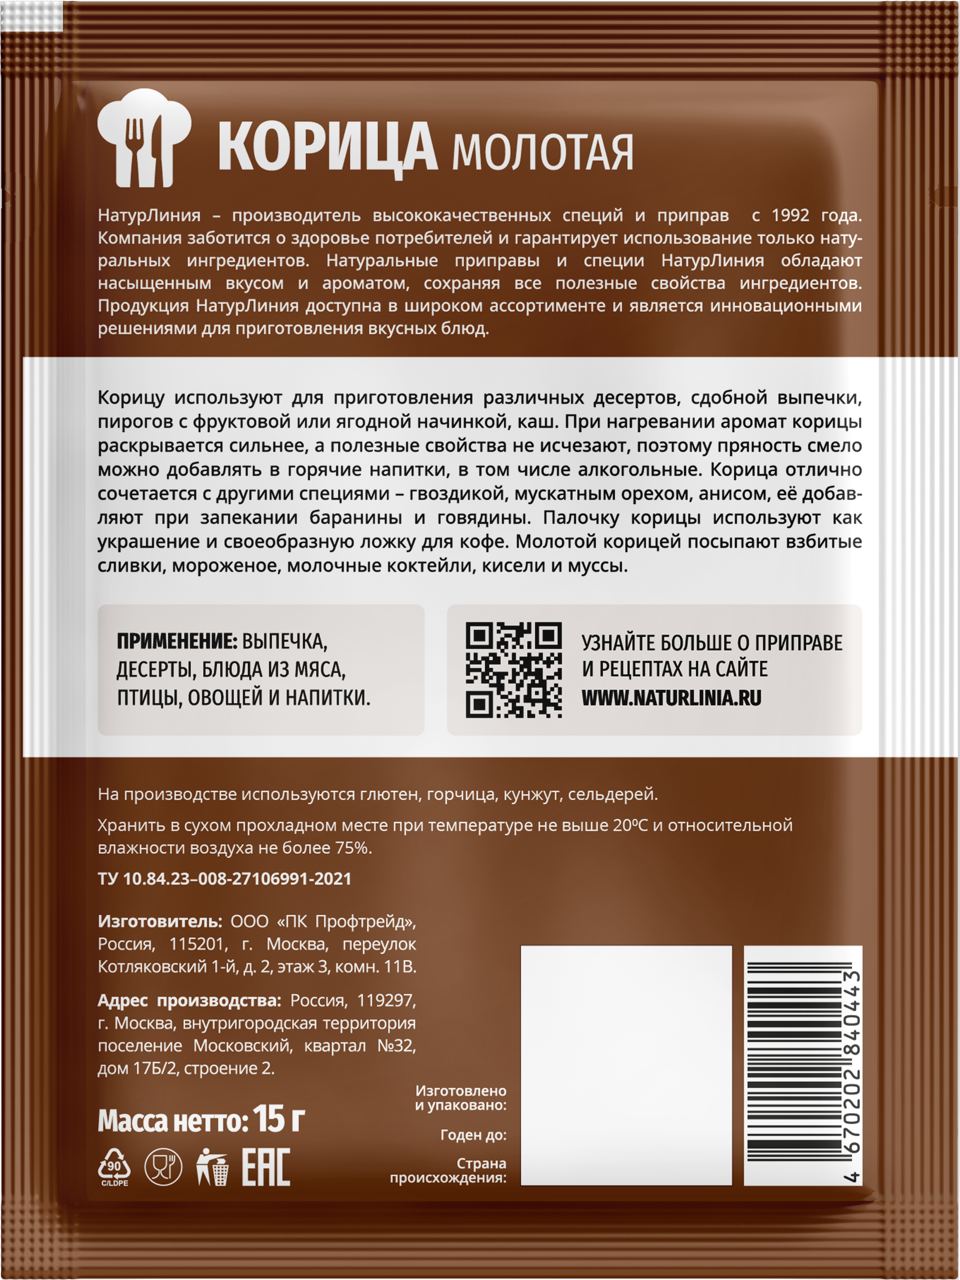 КОРИЦА МОЛОТАЯ
НатурЛиния – производитель высококачественных специй и приправ с 1992 года.
Компания заботится о здоровье потребителей и гарантирует использование только нату-
ральных ингредиентов. Натуральные приправы и специи НатурЛиния обладают
насыщенным вкусом и ароматом, сохраняя все полезные свойства ингредиентов.
Продукция НатурЛиния доступна в широком ассортименте и является инновационными
решениями для приготовления вкусных блюд.
Корицу используют для приготовления различных десертов, сдобной выпечки,
пирогов с фруктовой или ягодной начинкой, каш. При нагревании аромат корицы
раскрывается сильнее, а полезные свойства не исчезают, поэтому пряность смело
можно добавлять в горячие напитки, в том числе алкогольные. Корица отлично
сочетается с другими специями – гвоздикой, мускатным орехом, анисом, её добав-
ляют при запекании баранины и говядины. Палочку корицы используют как
украшение и своеобразную ложку для кофе. Молотой корицей посыпают взбитые
сливки, мороженое, молочные коктейли, кисели и муссы.
ПРИМЕНЕНИЕ: ВЫПЕЧКА,
ДЕСЕРТЫ, БЛЮДА ИЗ МЯСА,
ПТИЦЫ, ОВОЩЕЙ И НАПИТКИ.
УЗНАЙТЕ БОЛЬШЕ О ПРИПРАВЕ
И РЕЦЕПТАХ НА САЙТЕ
WWW.NATURLINIA.RU
На производстве используются глютен, горчица, кунжут, сельдерей.
Хранить в сухом прохладном месте при температуре не выше 20⁰С и относительной
влажности воздуха не более 75%.
ТУ 10.84.23–008-27106991-2021
Изготовитель: ООО «ПК Профтрейд»,
Россия, 115201, г. Москва, переулок
Котляковский 1-й, д. 2, этаж 3, комн. 11В.
Адрес производства: Россия, 119297,
г. Москва, внутригородская территория
поселение Московский, квартал №32,
дом 17Б/2, строение 2.
Масса нетто: 15 г
90
C/LDPE
EAC
Изготовлено
и упаковано:
Годен до:
Страна
происхождения:
4 670202 840443